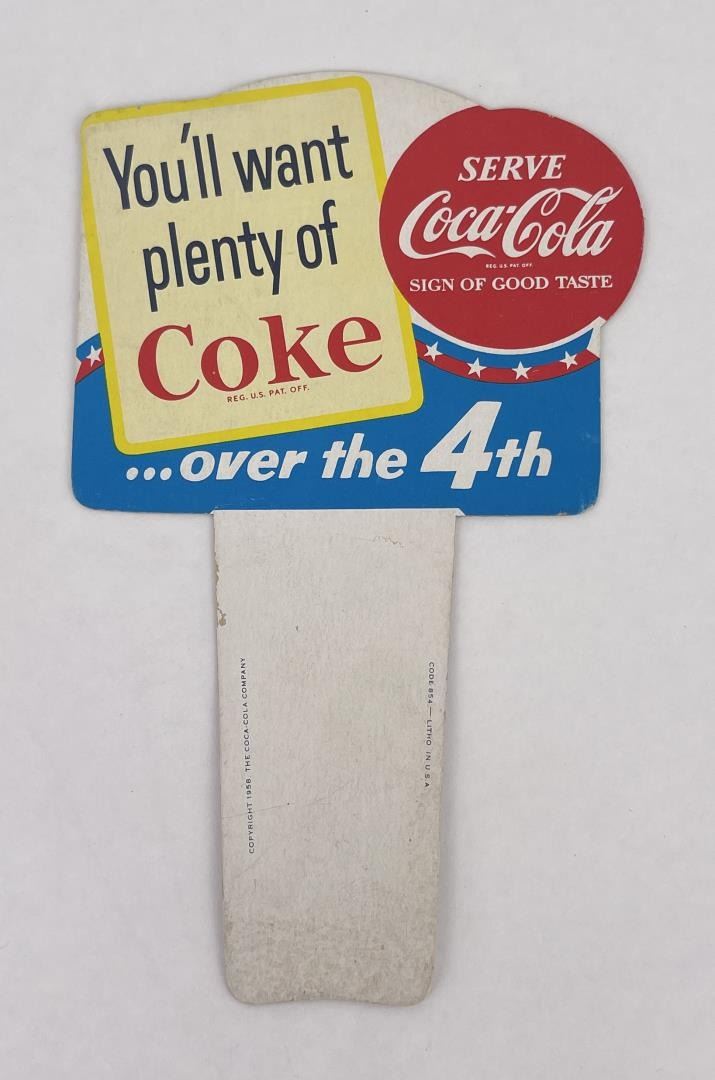 You'll want
plenty of
Coke
REG. U.S. PAT. OFF.
SERVE
Coca-Cola
REG. U.S. PAT. OFF.
SIGN OF GOOD TASTE
...over the 4th
COPYRIGHT 1958 THE COCA-COLA COMPANY
CODE 854 — LITHO IN U.S.A.